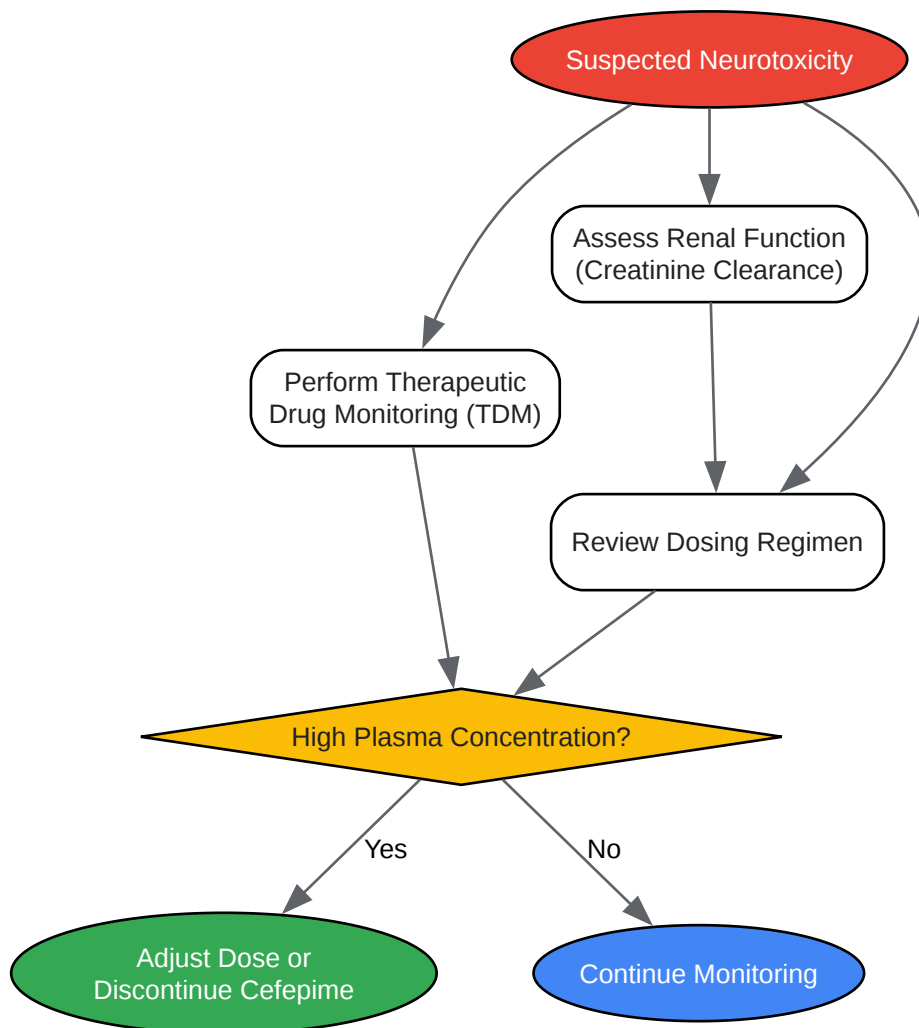 Suspected Neurotoxicity
Assess Renal Function
(Creatinine Clearance)
Perform Therapeutic
Drug Monitoring (TDM)
Review Dosing Regimen
High Plasma Concentration?
Yes
No
Adjust Dose or
Discontinue Cefepime
Continue Monitoring